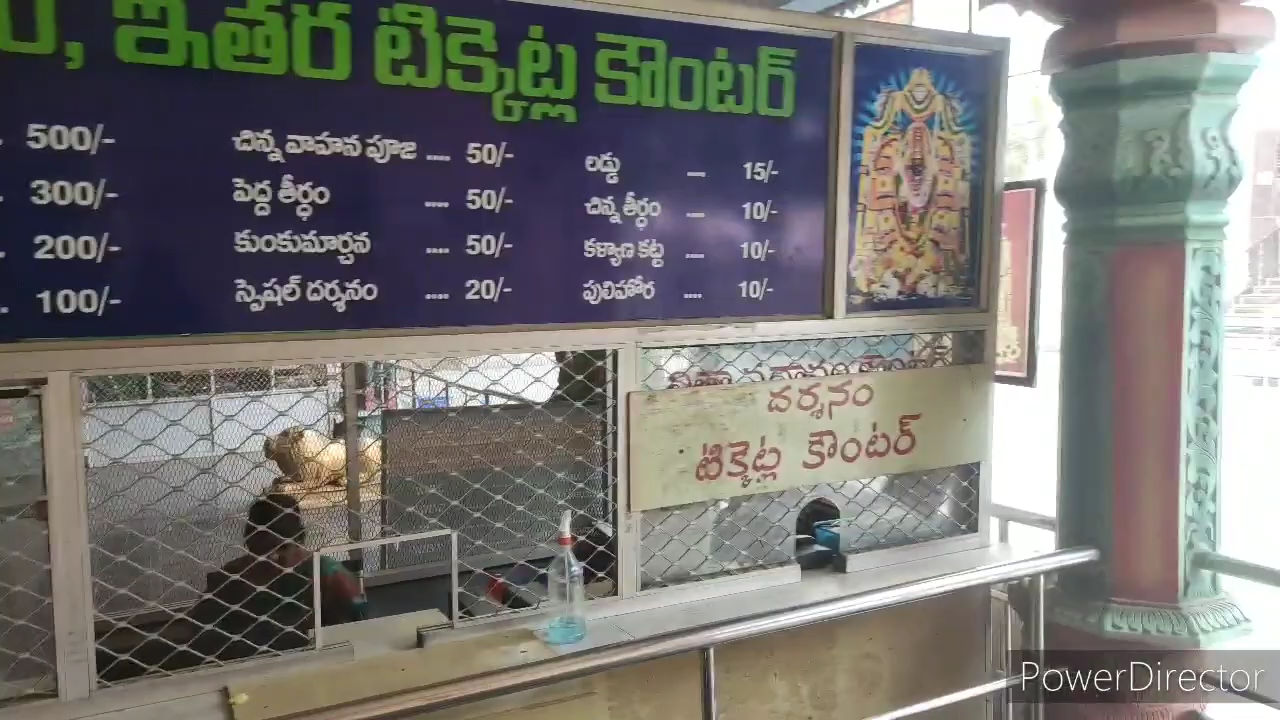 , ఇతర టిక్కెట్ల కౌంటర్
500/-
300/-
200/-
100/-
చిన్న వాహన పూజ .... 50/-
పెద్ద తీర్థం .... 50/-
కుంకుమార్చన .... 50/-
స్పెషల్ దర్శనం .... 20/-
లడ్డు .... 15/-
చిన్న తీర్థం .... 10/-
కళ్యాణ కట్ట .... 10/-
పులిహోర .... 10/-
దర్శనం
టిక్కెట్ల కౌంటర్
PowerDirector